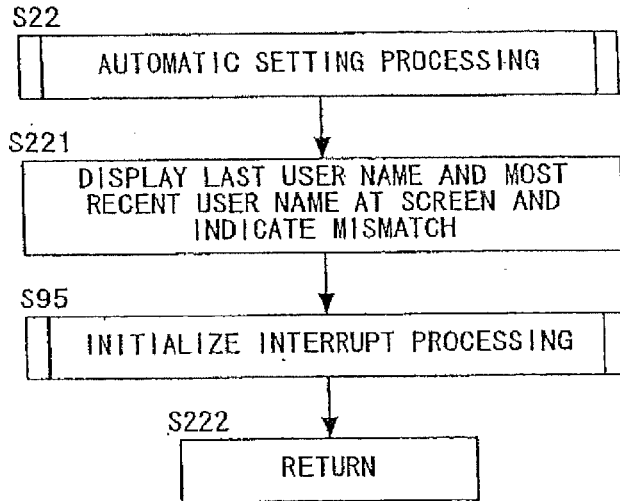 S22
AUTOMATIC SETTING PROCESSING
S221
DISPLAY LAST USER NAME AND MOST
RECENT USER NAME AT SCREEN AND
INDICATE MISMATCH
S95
INITIALIZE INTERRUPT PROCESSING
S222
RETURN